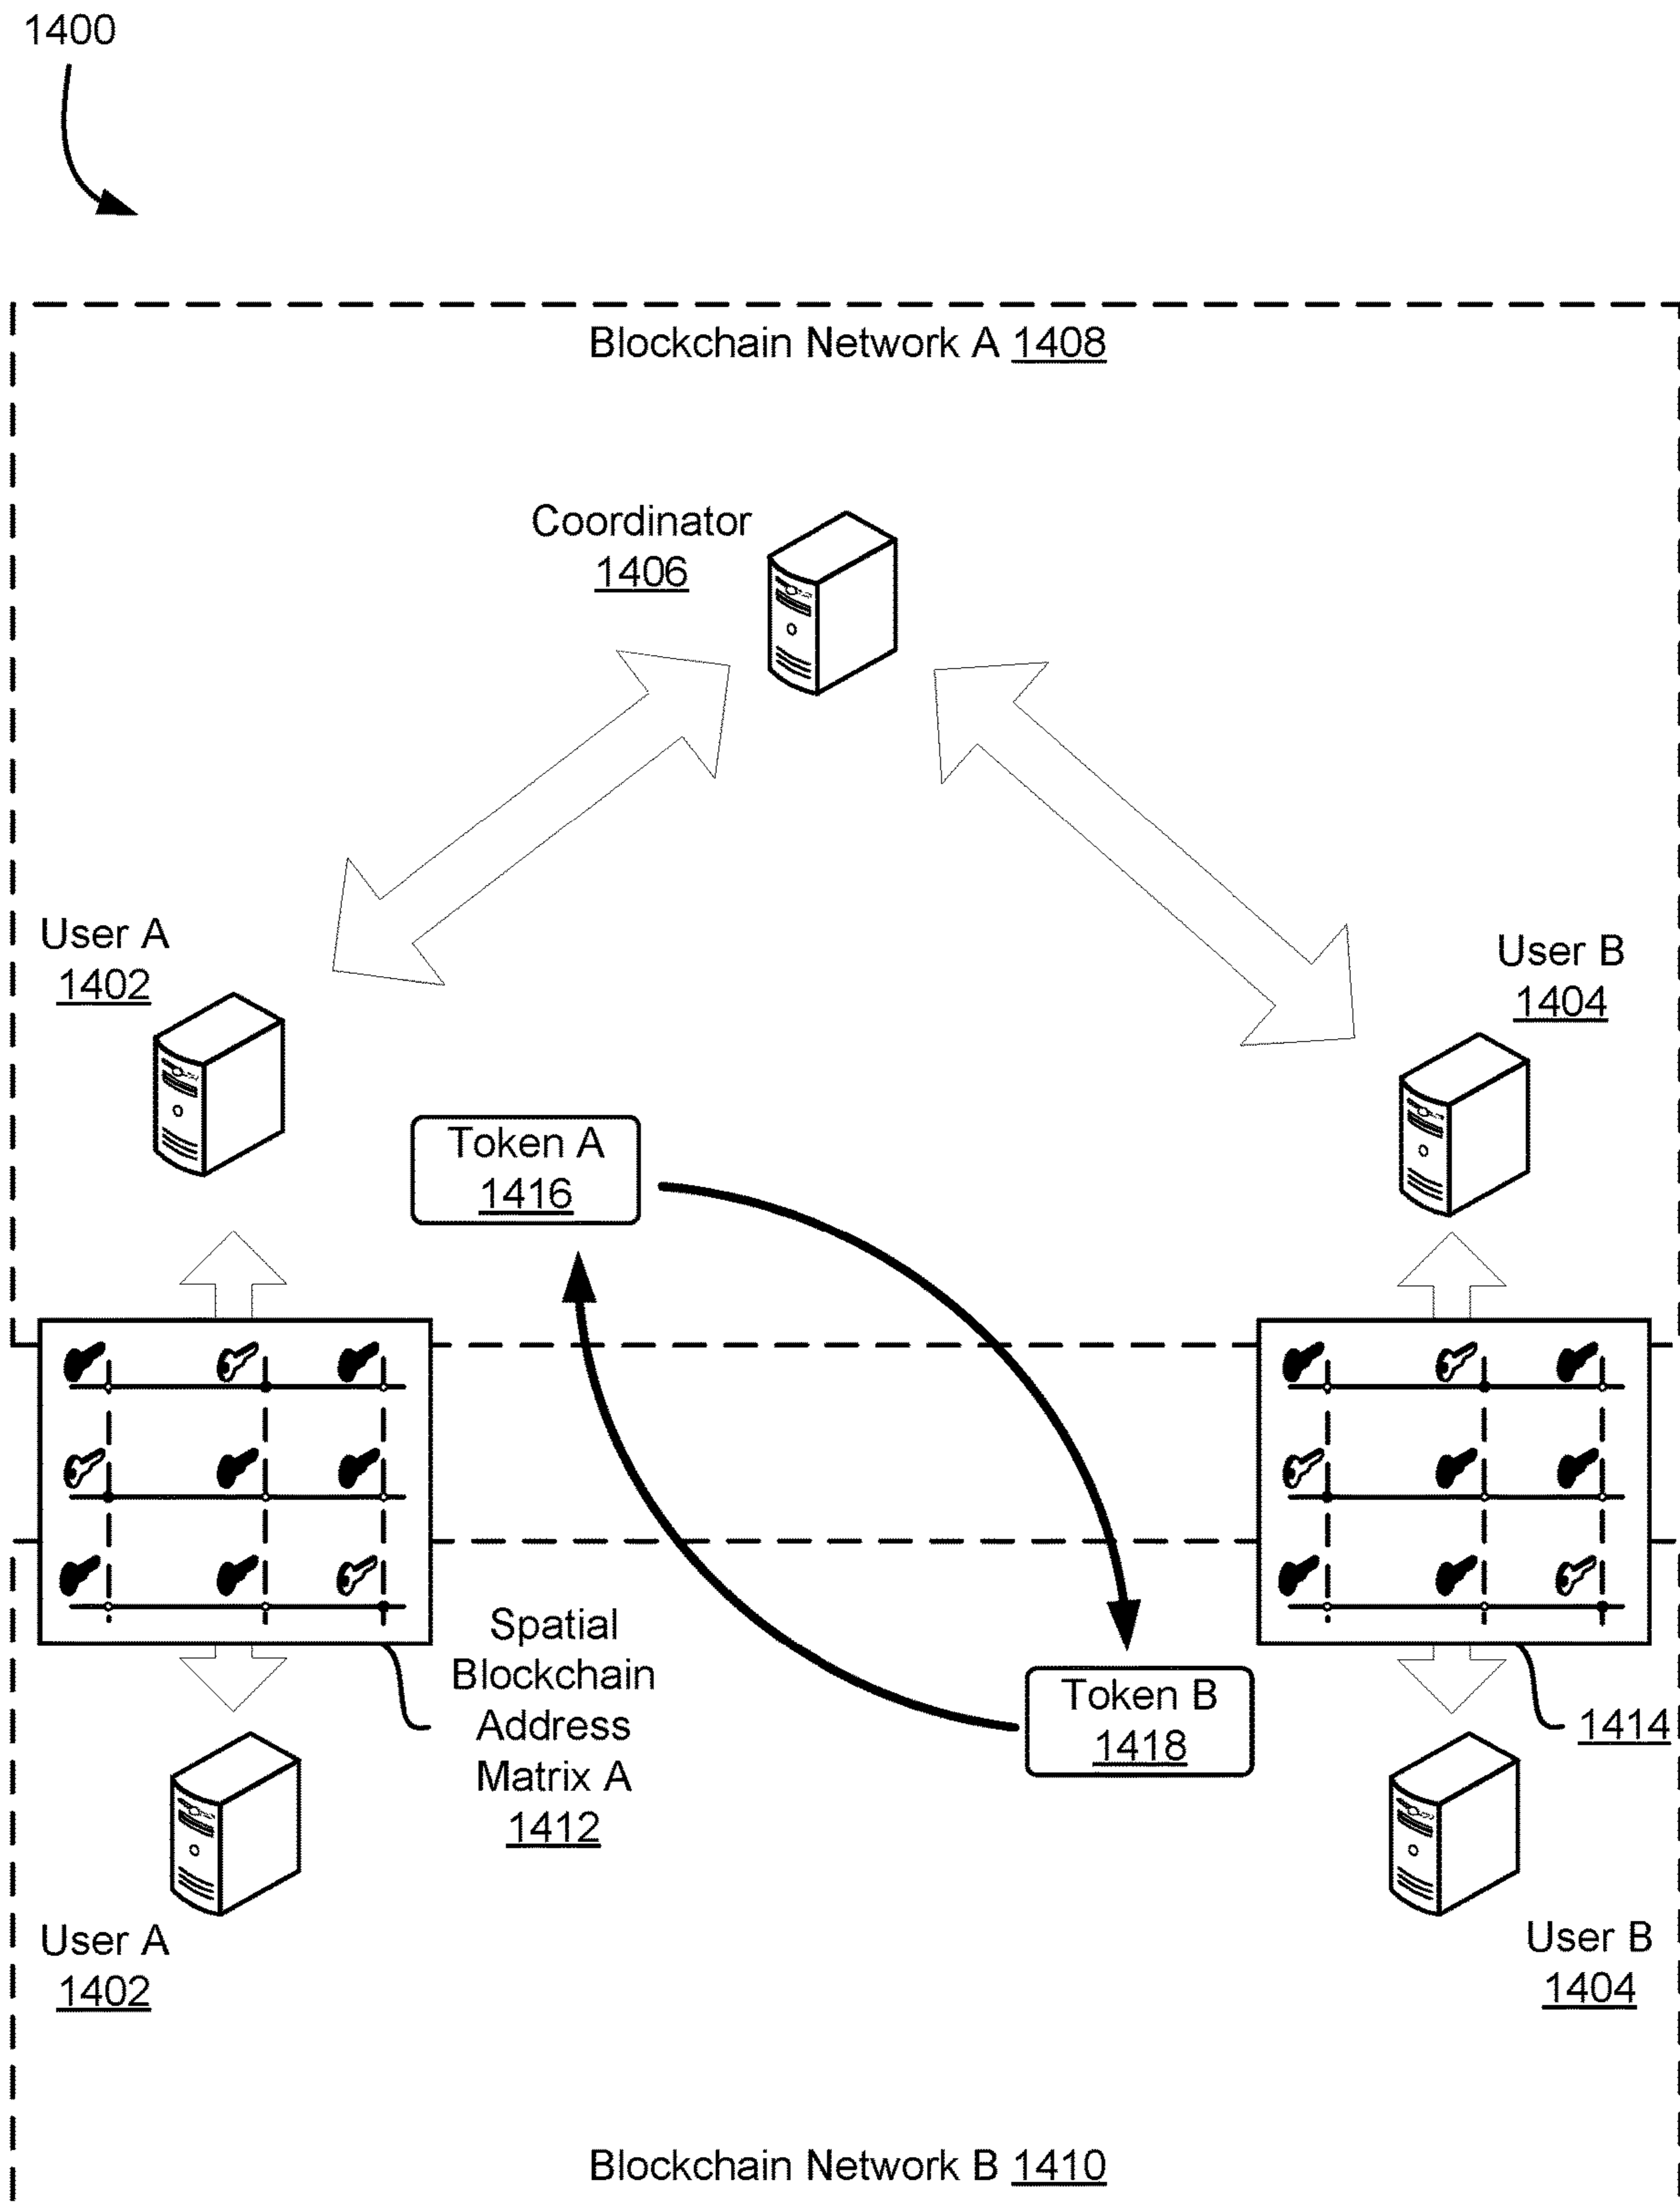 1400
Blockchain Network A 1408
Coordinator
1406
User A
1402
User B
1404
Token A
1416
Spatial
Blockchain
Address
Matrix A
1412
Token B
1418
1414
User A
1402
User B
1404
Blockchain Network B 1410